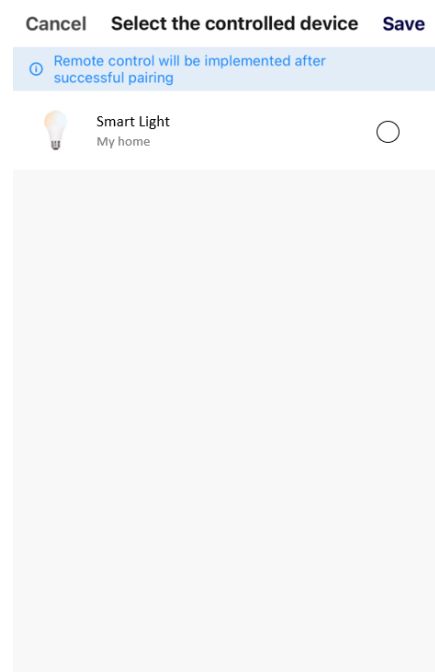 Cancel Select the controlled device Save
Remote control will be implemented after
successful pairing
Smart Light
My home